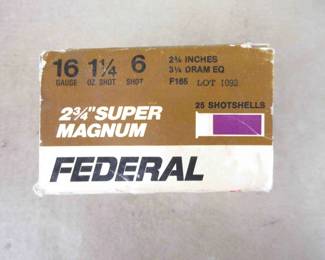 16 1¼ 6 2¾ INCHES
GAUGE OZ. SHOT SHOT 3¼ DRAM EQ
F165 LOT 1092
2¾" SUPER 25 SHOTSHELLS
MAGNUM
FEDERAL